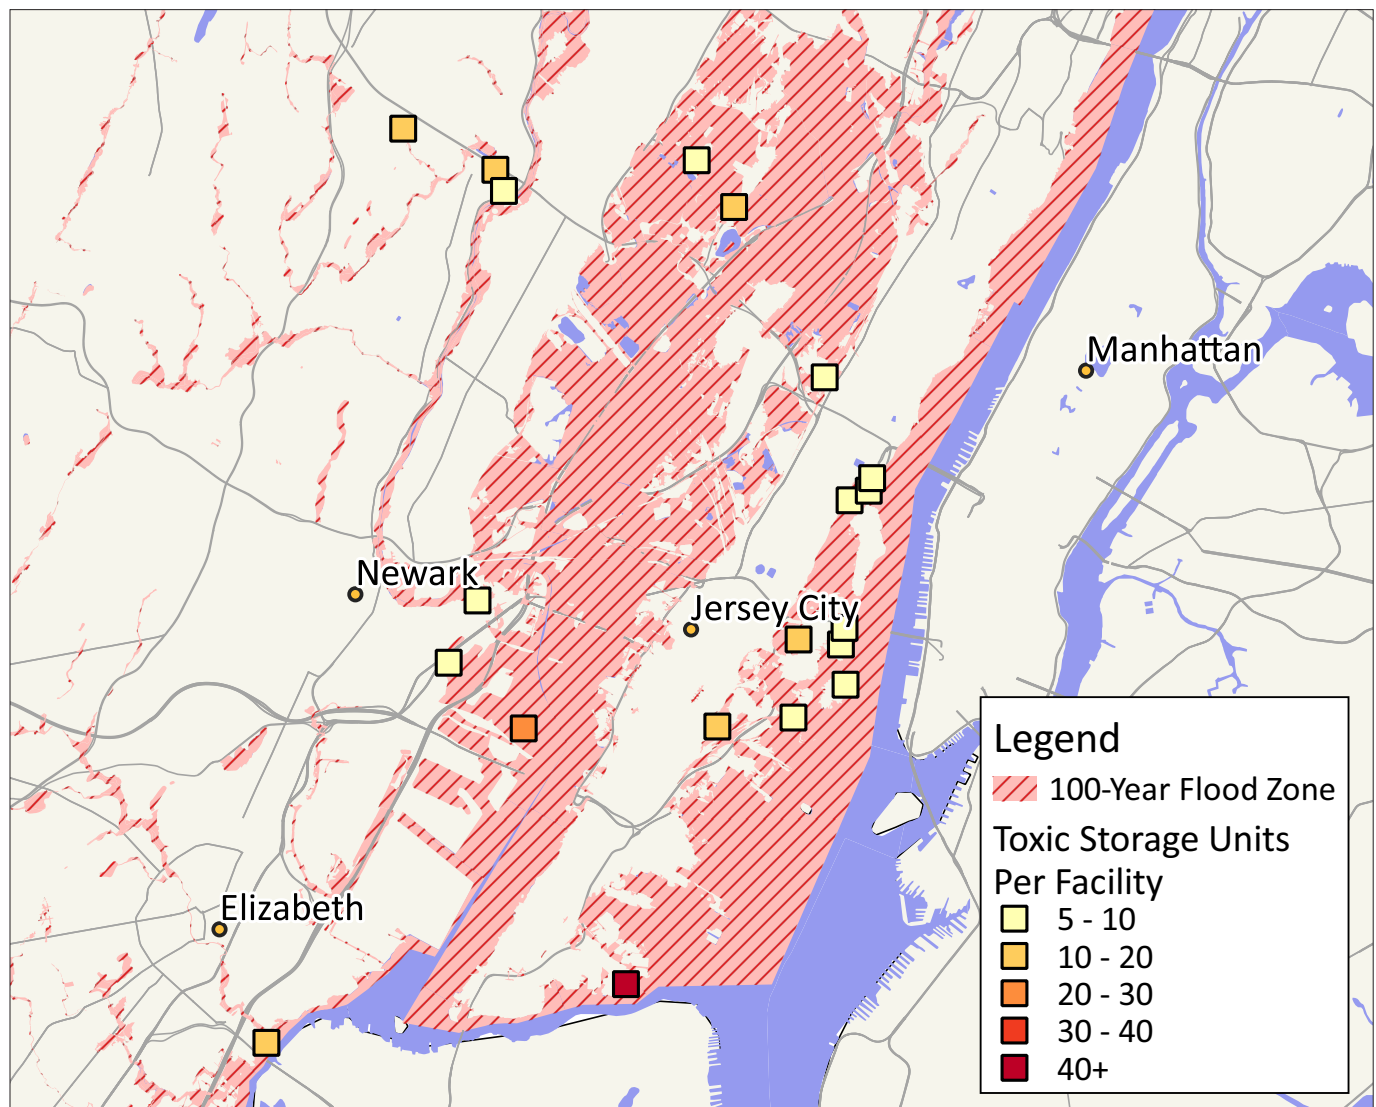 Manhattan
Newark
Jersey City
Elizabeth
Legend
100-Year Flood Zone
Toxic Storage Units
Per Facility
5 - 10
10 - 20
20 - 30
30 - 40
40+